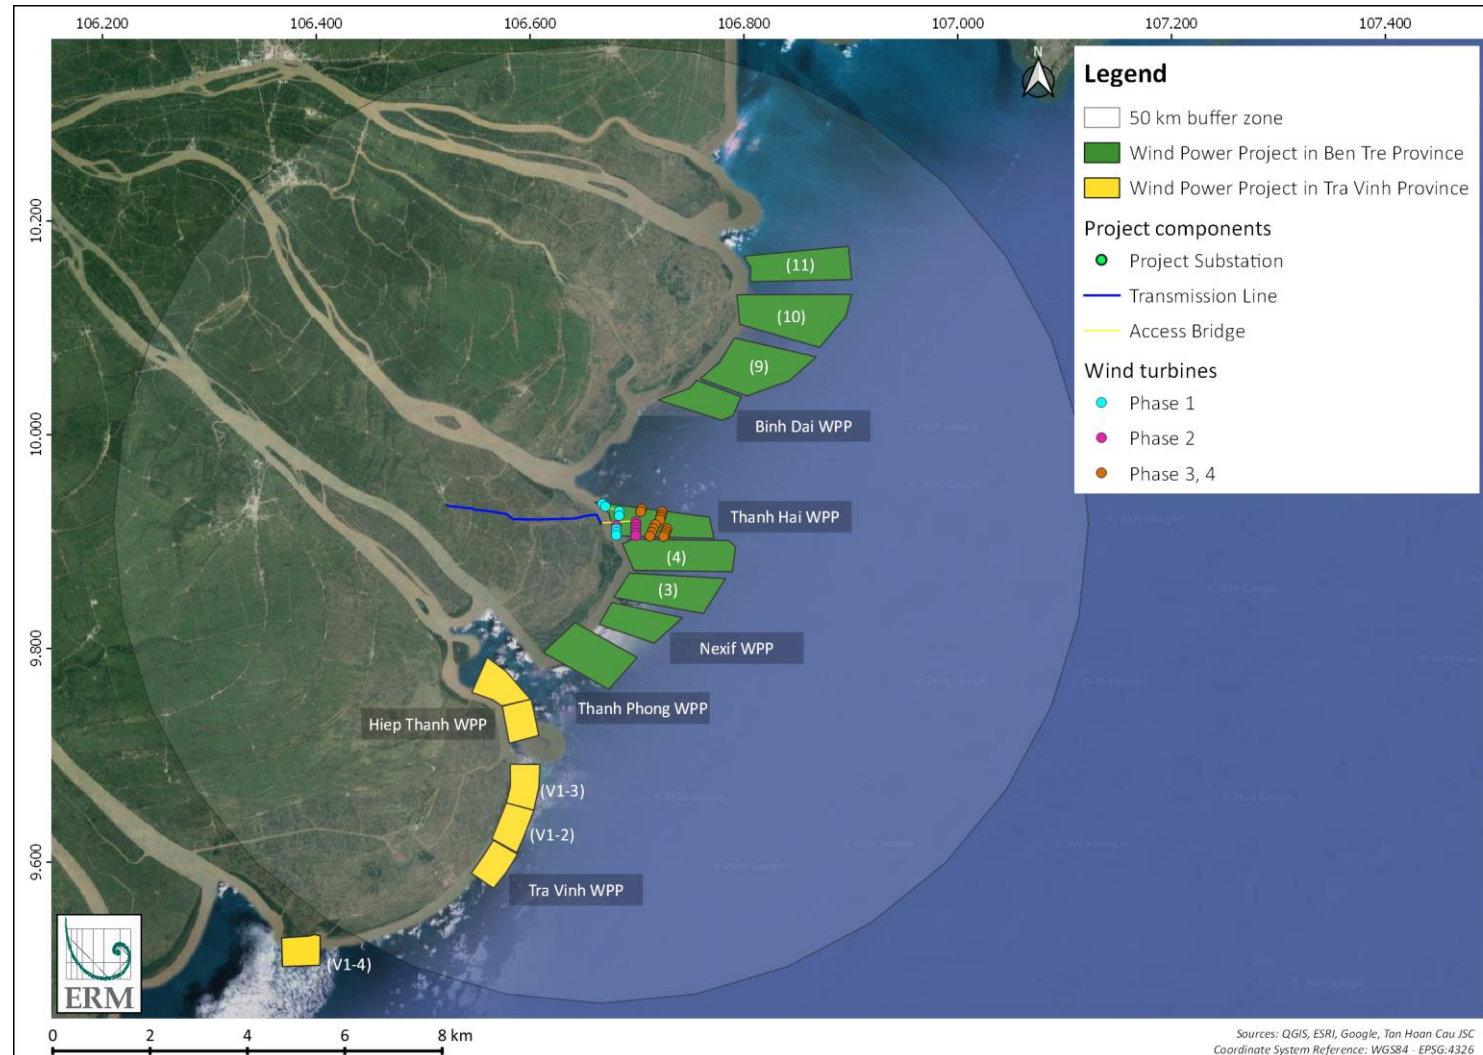 106.200 106.400 106.600 106.800 107.000 107.200 107.400
N
Legend
50 km buffer zone
Wind Power Project in Ben Tre Province
Wind Power Project in Tra Vinh Province
Project components
Project Substation
Transmission Line
Access Bridge
Wind turbines
Phase 1
Phase 2
Phase 3, 4
10.200
10.000
9.800
9.600
(11)
(10)
(9)
Binh Dai WPP
Thanh Hai WPP
(4)
(3)
Nexif WPP
Thanh Phong WPP
Hiep Thanh WPP
(V1-3)
(V1-2)
Tra Vinh WPP
(V1-4)
ERM
0 2 4 6 8 km
Sources: QGIS, ESRI, Google, Tan Hoan Cau JSC
Coordinate System Reference: WGS84 - EPSG:4326